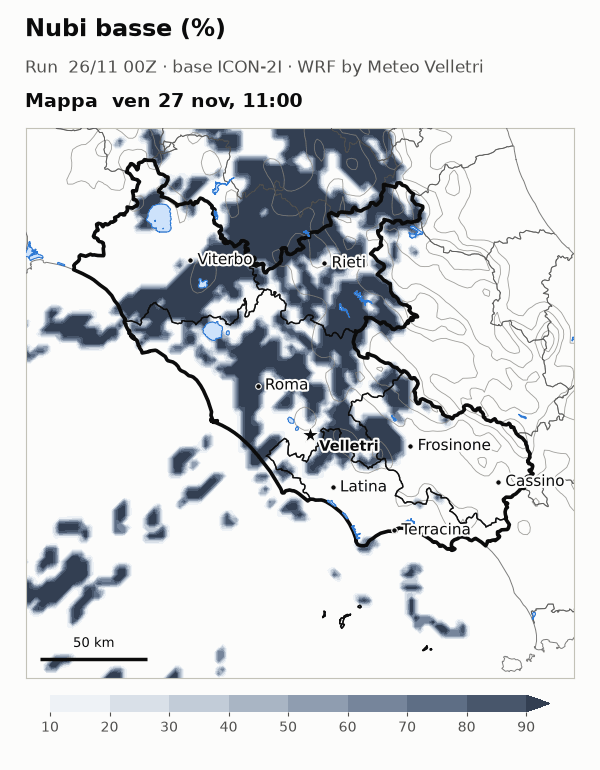 Nubi basse (%)
Run  26/11 00Z · base ICON-2I · WRF by Meteo Velletri
Mappa  ven 27 nov, 11:00
Viterbo
Rieti
Roma
Velletri
Frosinone
Cassino
Latina
Terracina
50 km
10 20 30 40 50 60 70 80 90